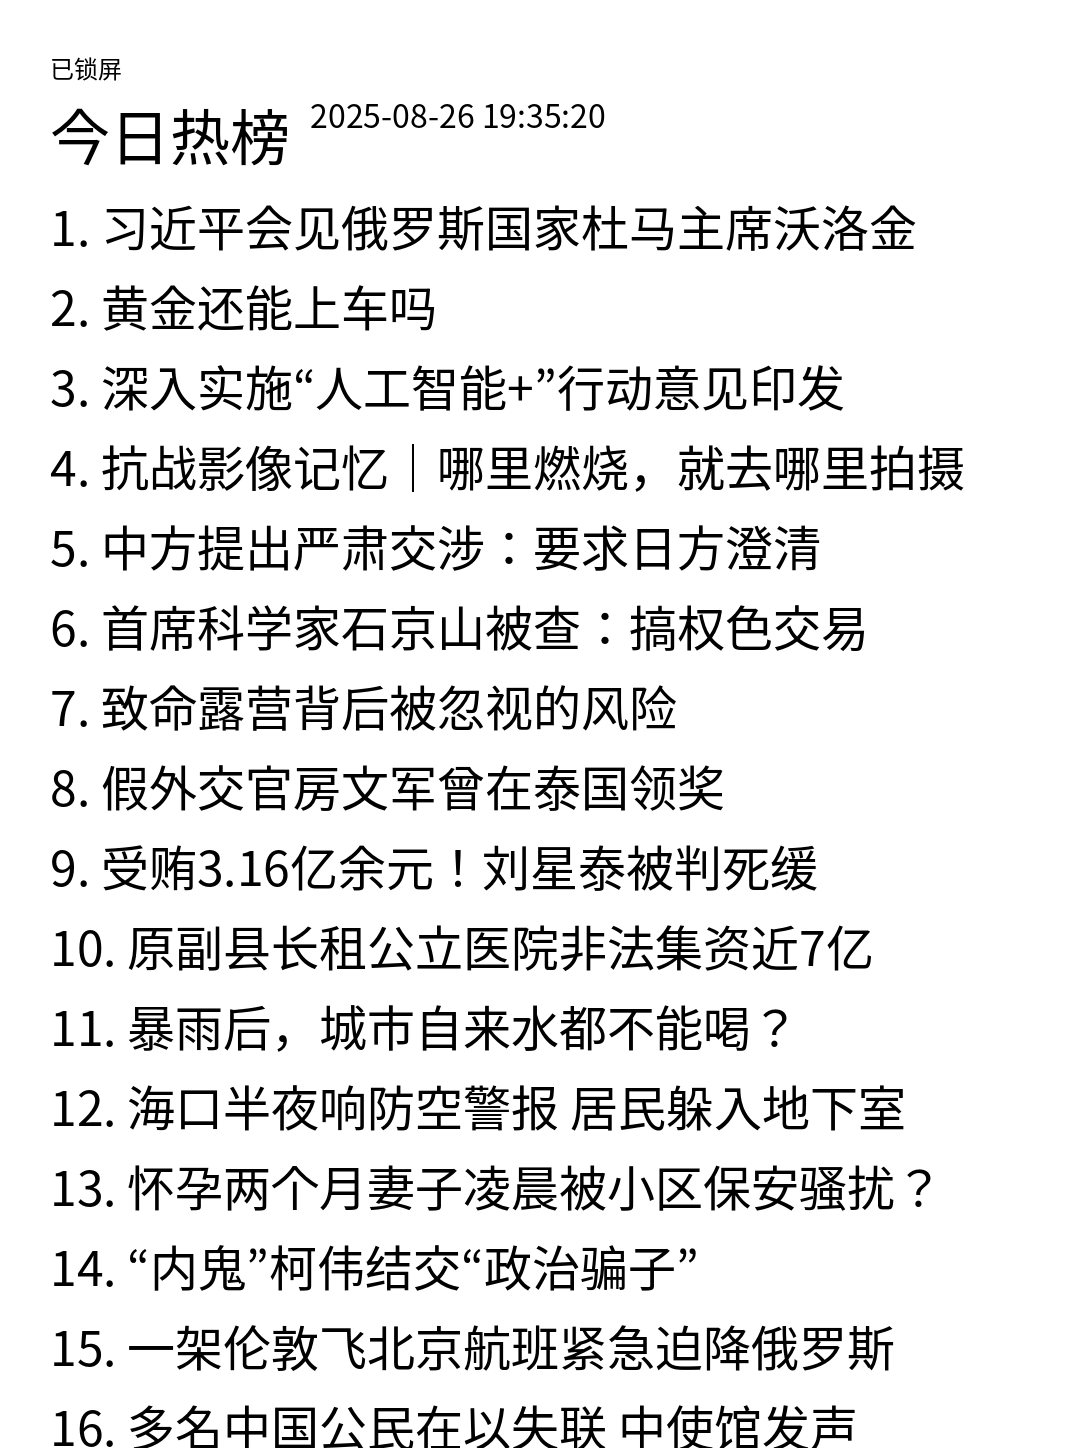 已锁屏
今日热榜 2025-08-26 19:35:20
1. 习近平会见俄罗斯国家杜马主席沃洛金
2. 黄金还能上车吗
3. 深入实施“人工智能+”行动意见印发
4. 抗战影像记忆｜哪里燃烧，就去哪里拍摄
5. 中方提出严肃交涉：要求日方澄清
6. 首席科学家石京山被查：搞权色交易
7. 致命露营背后被忽视的风险
8. 假外交官房文军曾在泰国领奖
9. 受贿3.16亿余元！刘星泰被判死缓
10. 原副县长租公立医院非法集资近7亿
11. 暴雨后，城市自来水都不能喝？
12. 海口半夜响防空警报 居民躲入地下室
13. 怀孕两个月妻子凌晨被小区保安骚扰？
14. “内鬼”柯伟结交“政治骗子”
15. 一架伦敦飞北京航班紧急迫降俄罗斯
16. 多名中国公民在以失联 中使馆发声